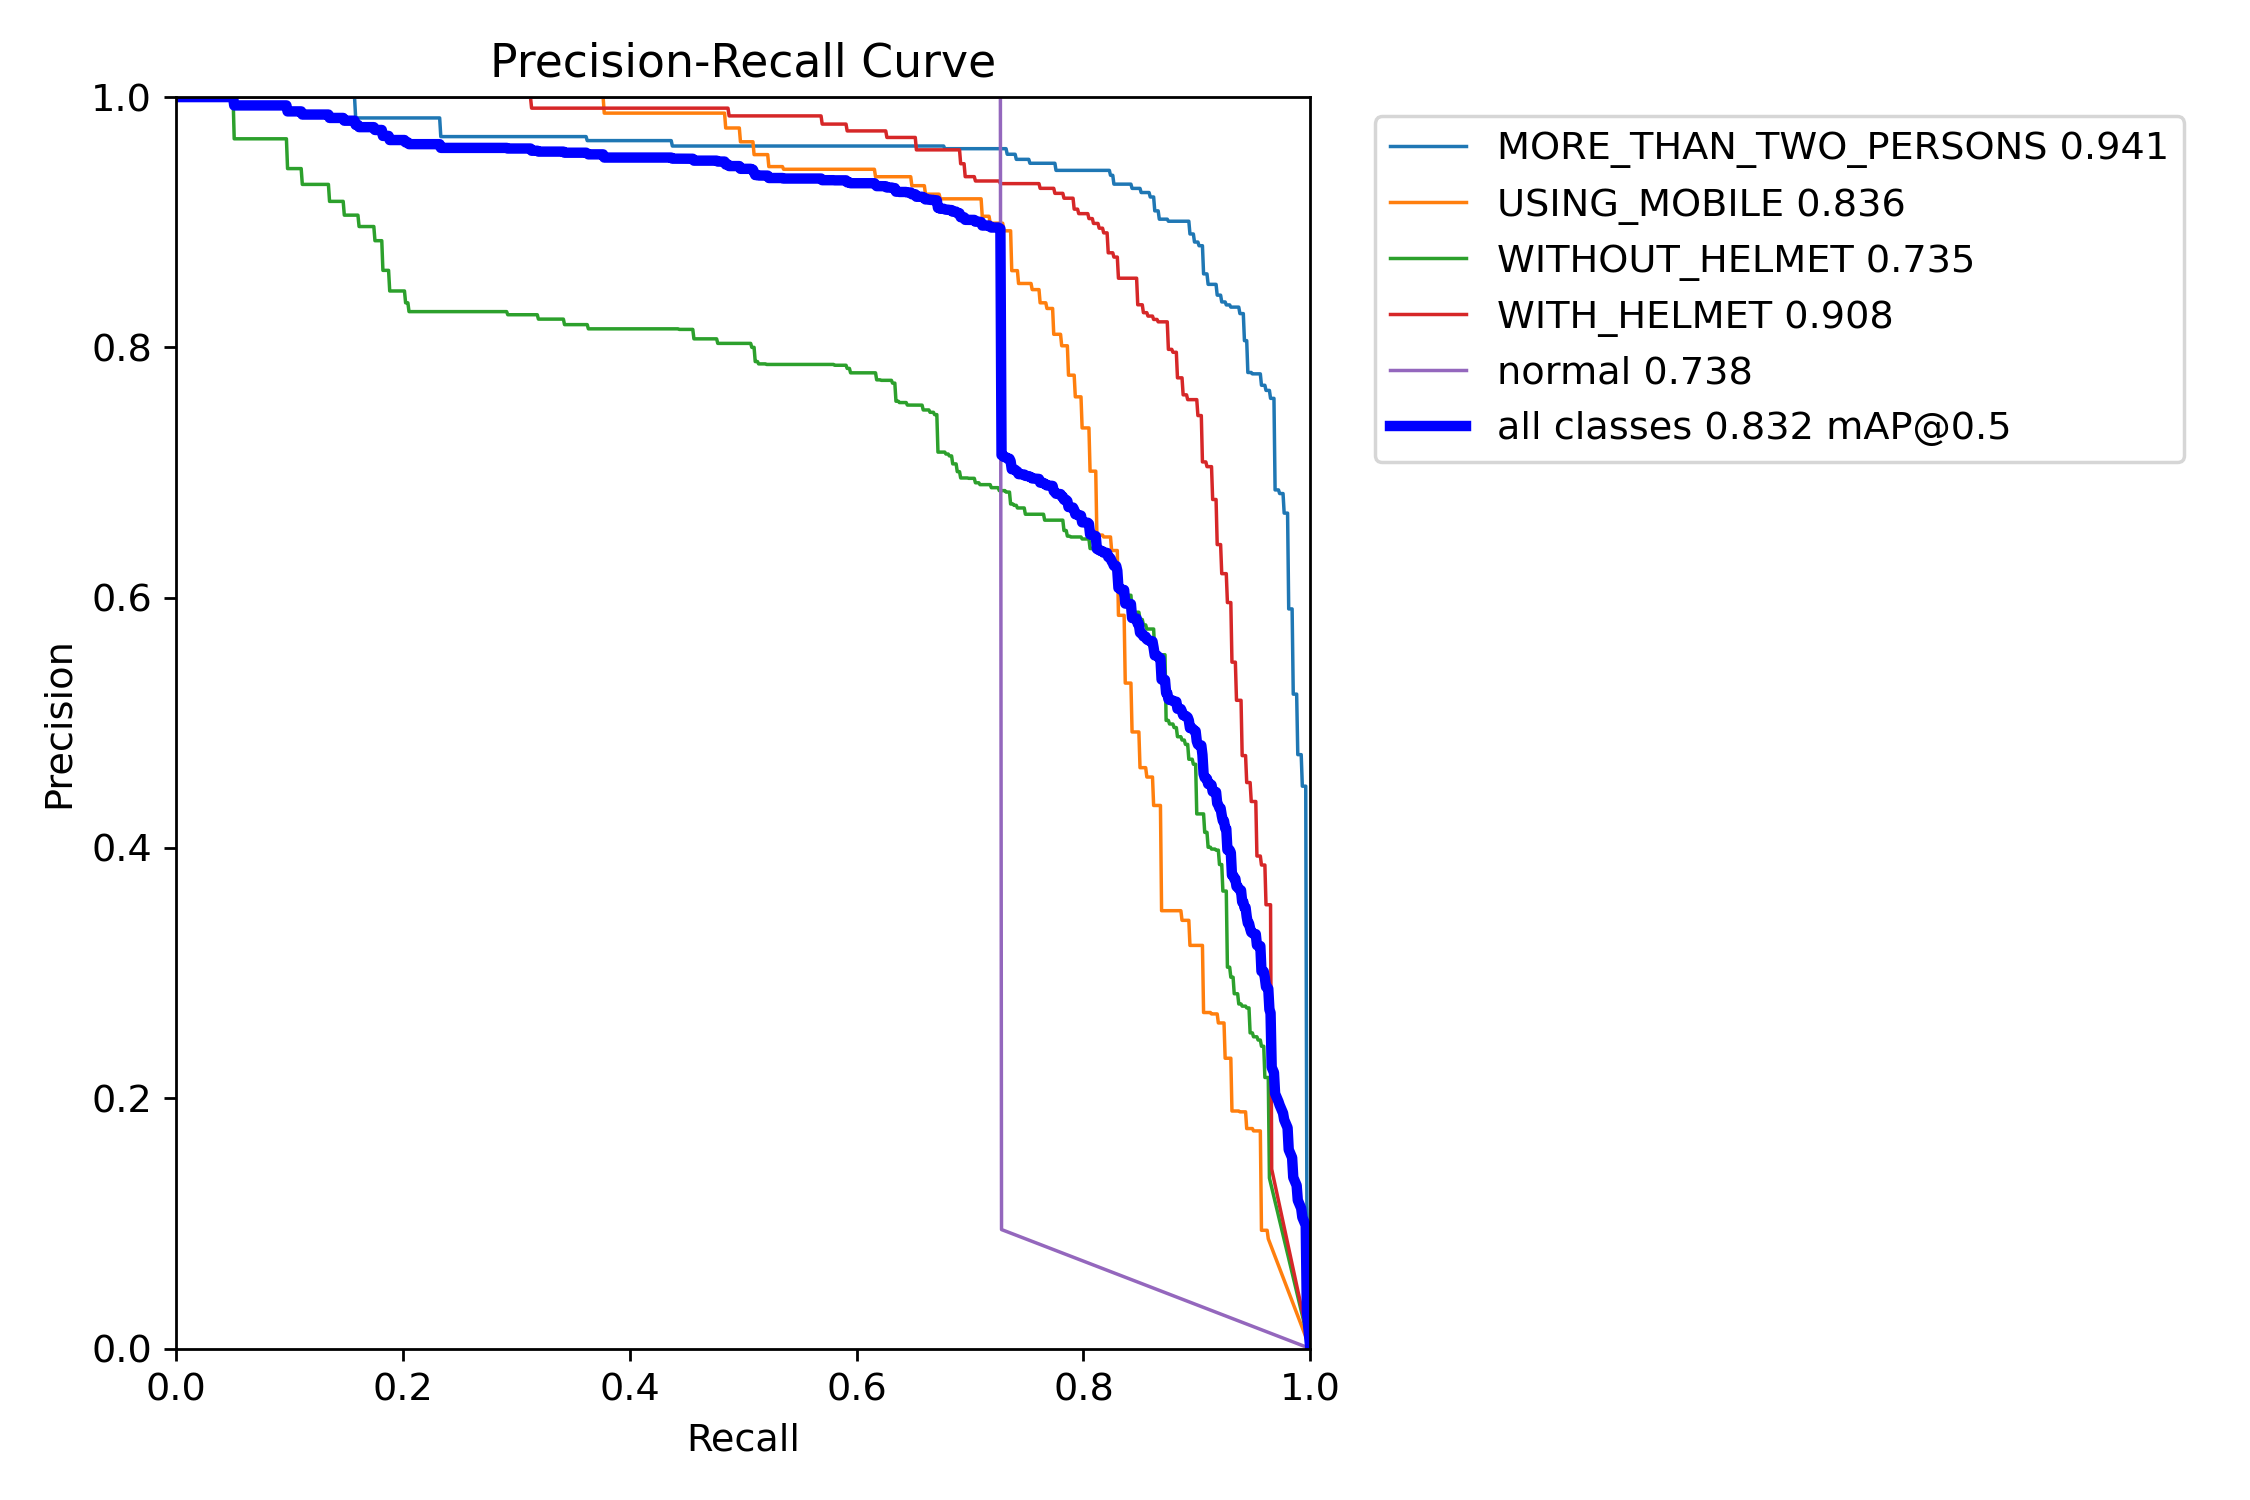 Precision-Recall Curve
1.0
0.8
0.6
0.4
0.2
0.0
Precision
0.0 0.2 0.4 0.6 0.8 1.0
Recall
MORE_THAN_TWO_PERSONS 0.941
USING_MOBILE 0.836
WITHOUT_HELMET 0.735
WITH_HELMET 0.908
normal 0.738
all classes 0.832 mAP@0.5